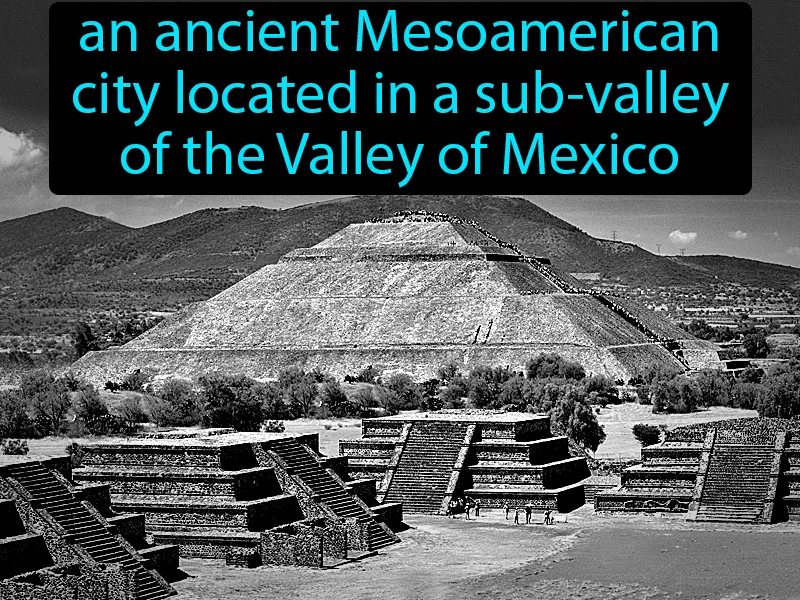 an ancient Mesoamerican
city located in a sub-valley
of the Valley of Mexico